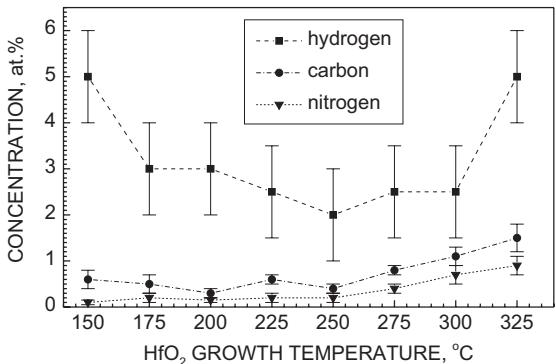 6
5
4
3
2
1
0
CONCENTRATION, at.%
hydrogen
carbon
nitrogen
150 175 200 225 250 275 300 325
HfO₂ GROWTH TEMPERATURE, °C